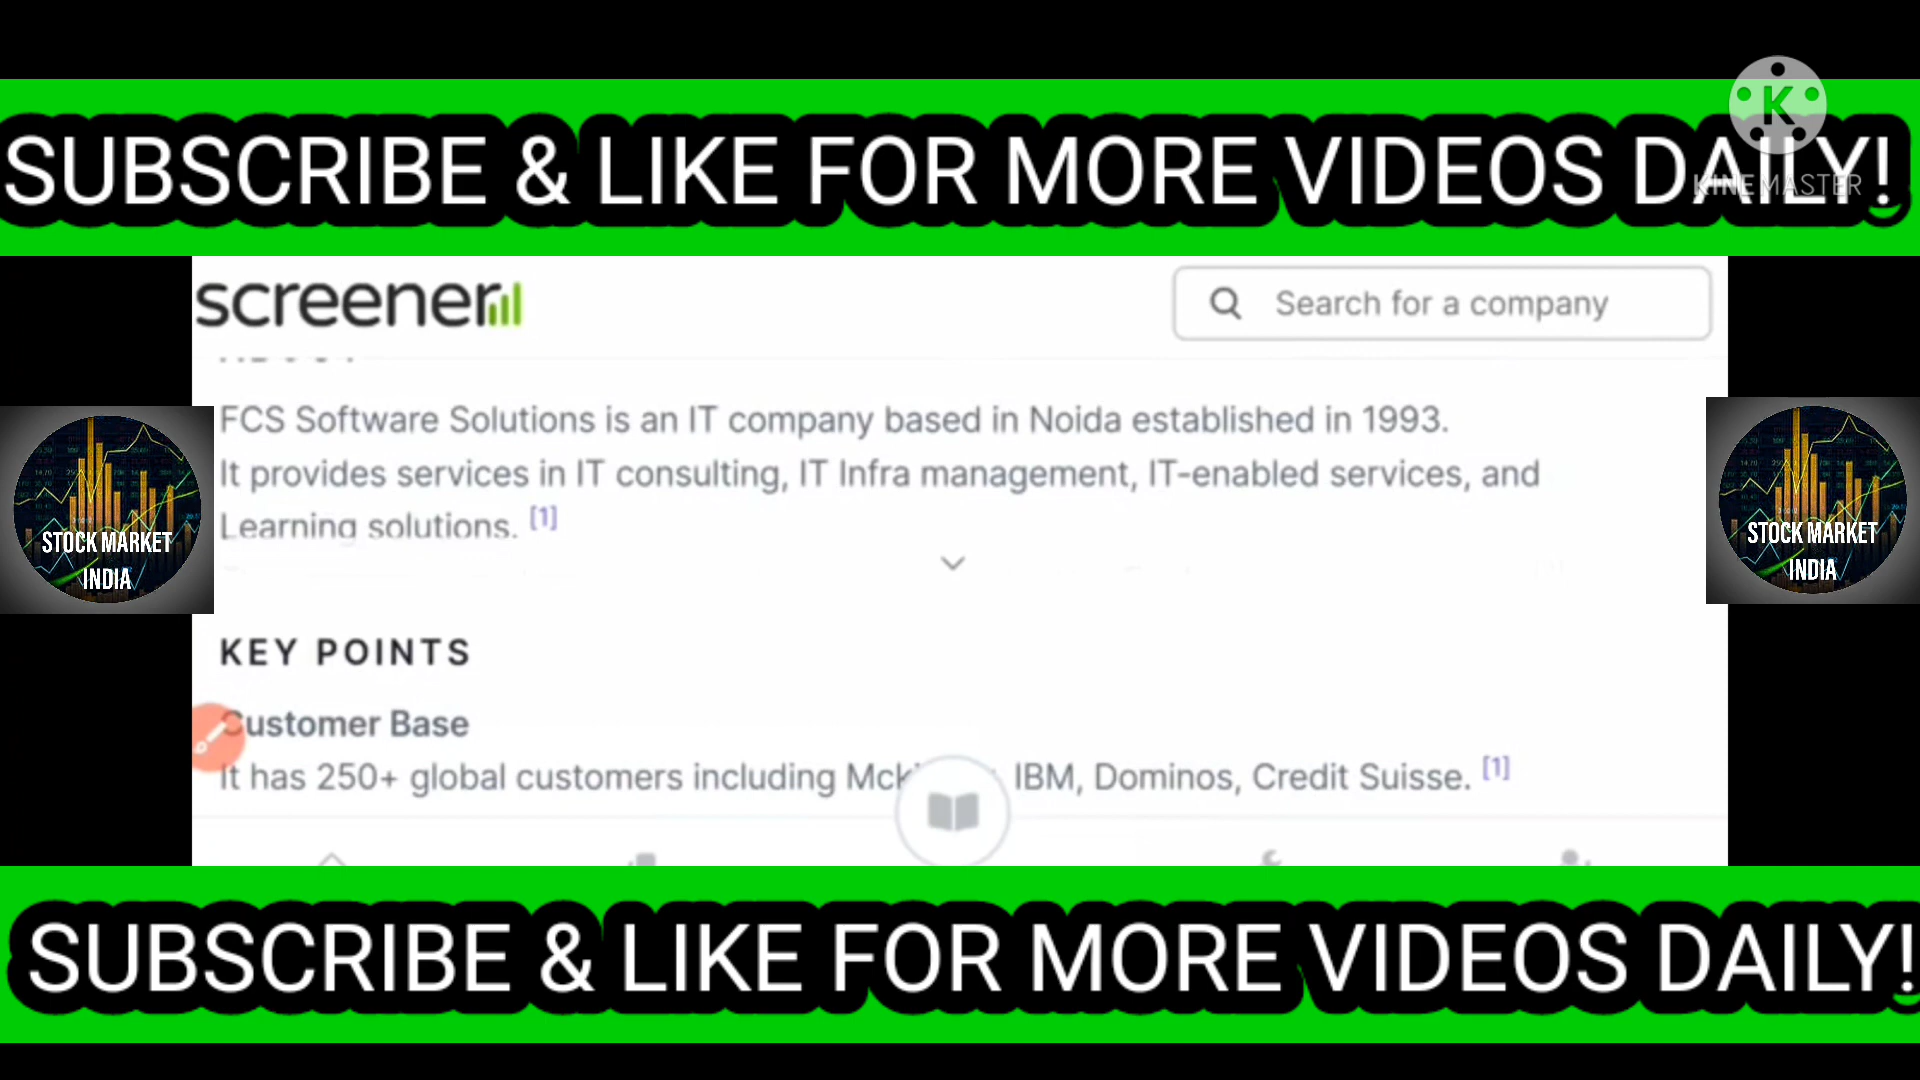 SUBSCRIBE & LIKE FOR MORE VIDEOS DAILY!
KINEMASTER
screener
Search for a company
FCS Software Solutions is an IT company based in Noida established in 1993.
It provides services in IT consulting, IT Infra management, IT-enabled services, and
Learning solutions. [1]
STOCK MARKET
INDIA
STOCK MARKET
INDIA
KEY POINTS
Customer Base
It has 250+ global customers including IBM, Dominos, Credit Suisse. [1]
SUBSCRIBE & LIKE FOR MORE VIDEOS DAILY!